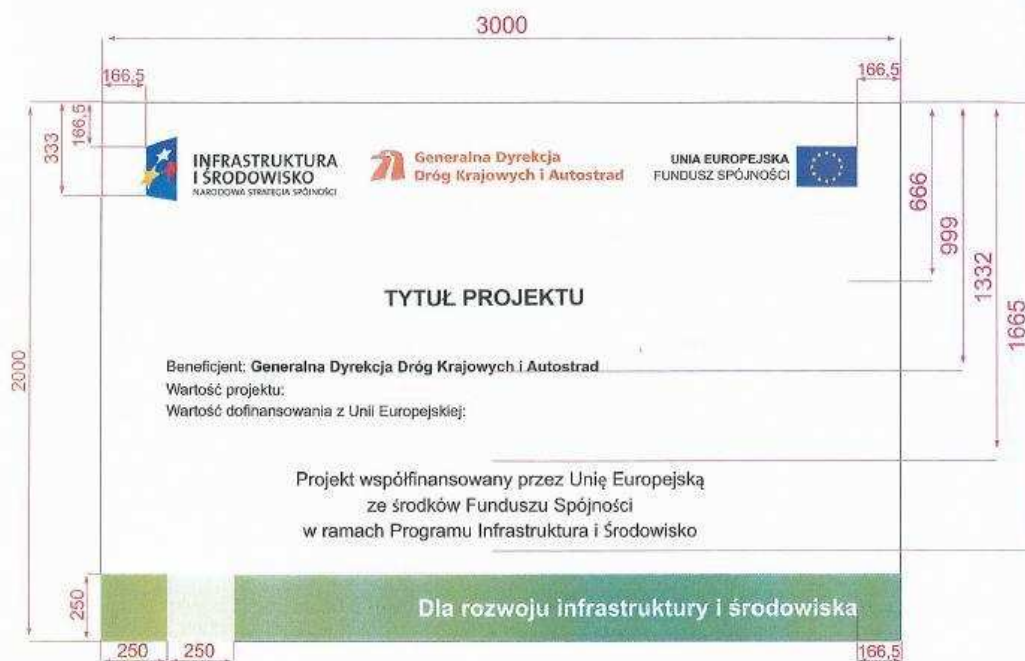 3000
166,5
166,5
333
166,5
INFRASTRUKTURA
I ŚRODOWISKO
NARODOWA STRATEGIA SPÓJNOŚCI
Generalna Dyrekcja
Dróg Krajowych i Autostrad
UNIA EUROPEJSKA
FUNDUSZ SPÓJNOŚCI
666
999
1332
1665
2000
TYTUŁ PROJEKTU
Beneficjent: Generalna Dyrekcja Dróg Krajowych i Autostrad
Wartość projektu:
Wartość dofinansowania z Unii Europejskiej:
Projekt współfinansowany przez Unię Europejską
ze środków Funduszu Spójności
w ramach Programu Infrastruktura i Środowisko
250
Dla rozwoju infrastruktury i środowiska
250
250
166,5